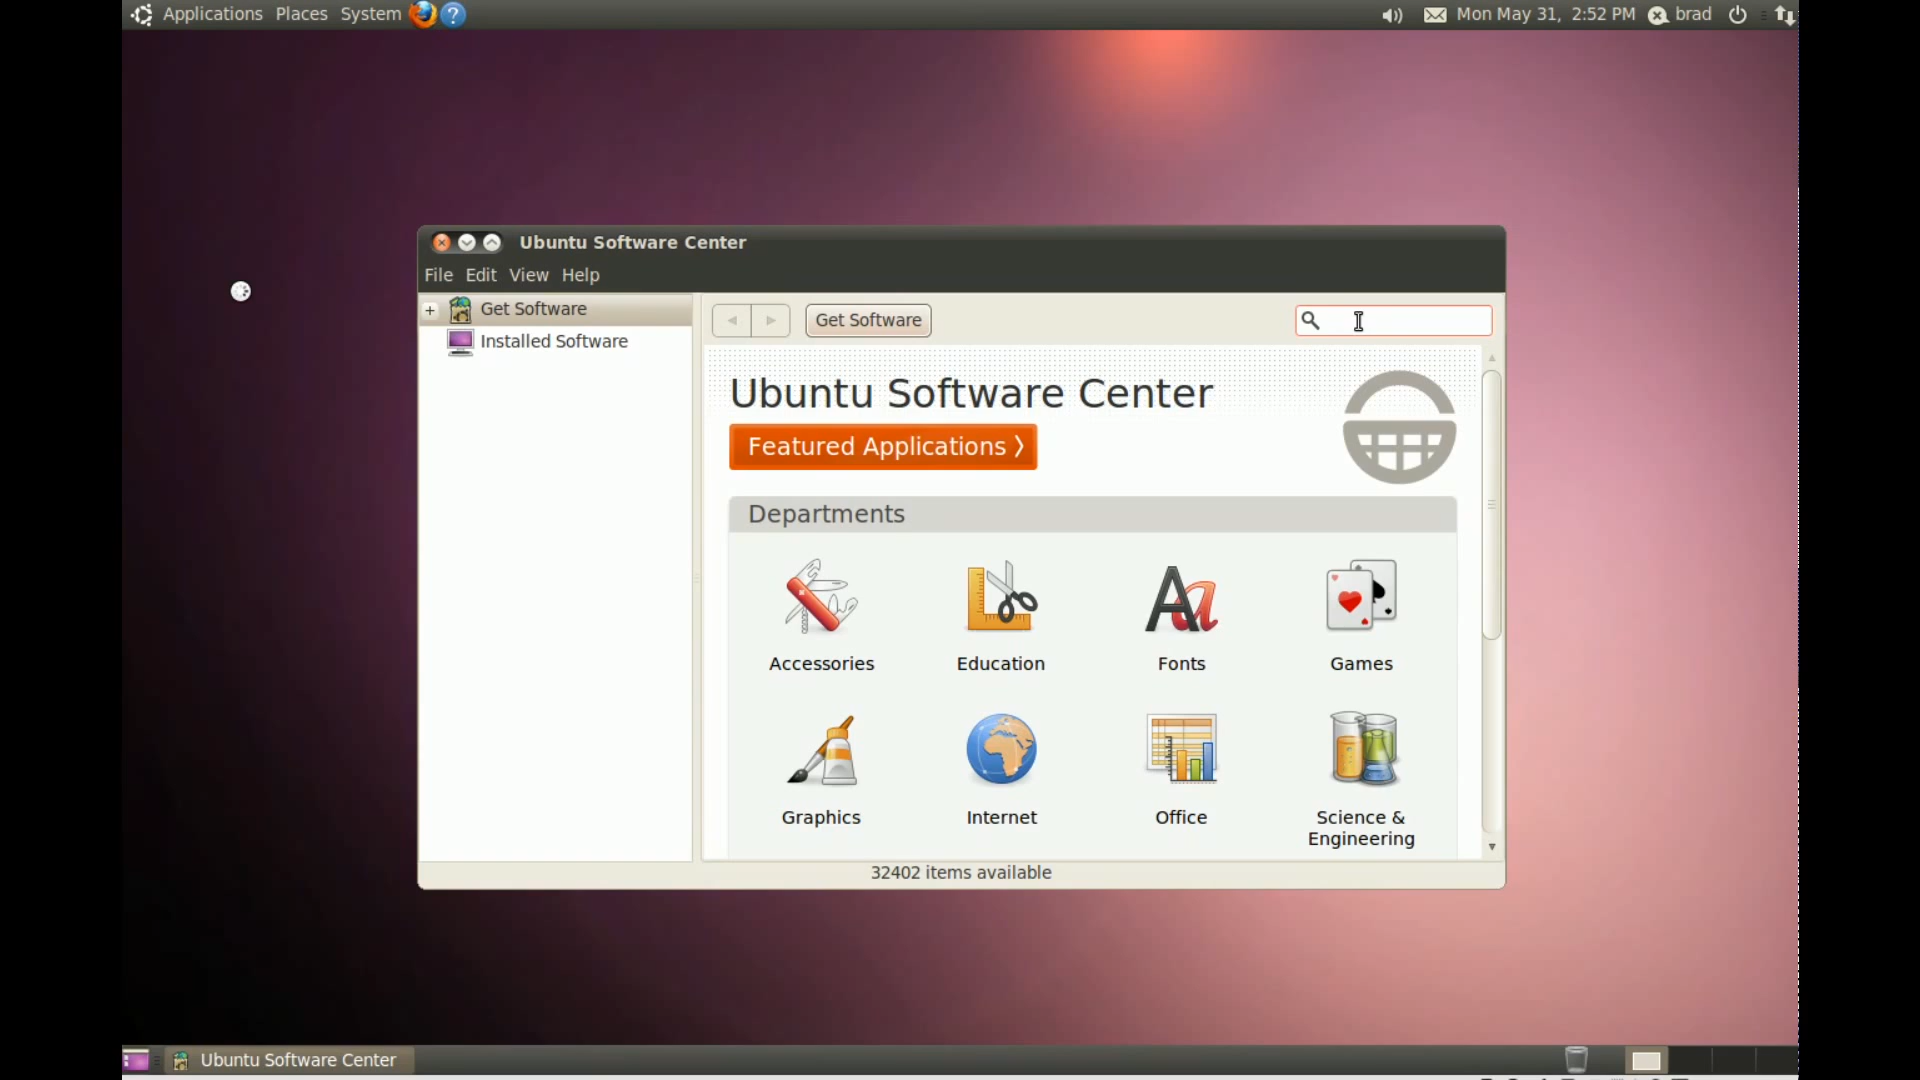 Applications Places System
Mon May 31, 2:52 PM brad
Ubuntu Software Center
File Edit View Help
Get Software
Installed Software
Get Software
Ubuntu Software Center
Featured Applications
Departments
Accessories Education Fonts Games
Graphics Internet Office Science &
Engineering
32402 items available
Ubuntu Software Center